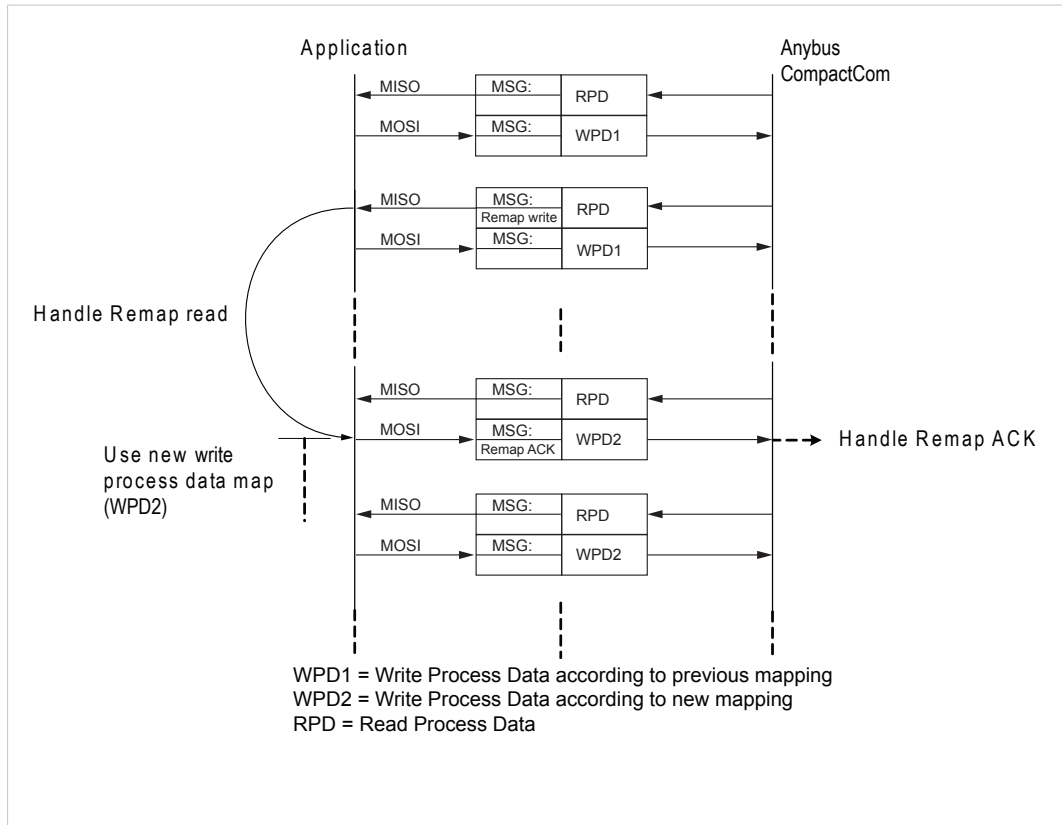 Application
Anybus
CompactCom
MISO
MSG:
RPD
MOSI
MSG:
WPD1
MISO
MSG:
Remap write
RPD
MOSI
MSG:
WPD1
Handle Remap read
MISO
MSG:
RPD
MOSI
MSG:
Remap ACK
WPD2
Handle Remap ACK
Use new write
process data map
(WPD2)
MISO
MSG:
RPD
MOSI
MSG:
WPD2
WPD1 = Write Process Data according to previous mapping
WPD2 = Write Process Data according to new mapping
RPD = Read Process Data